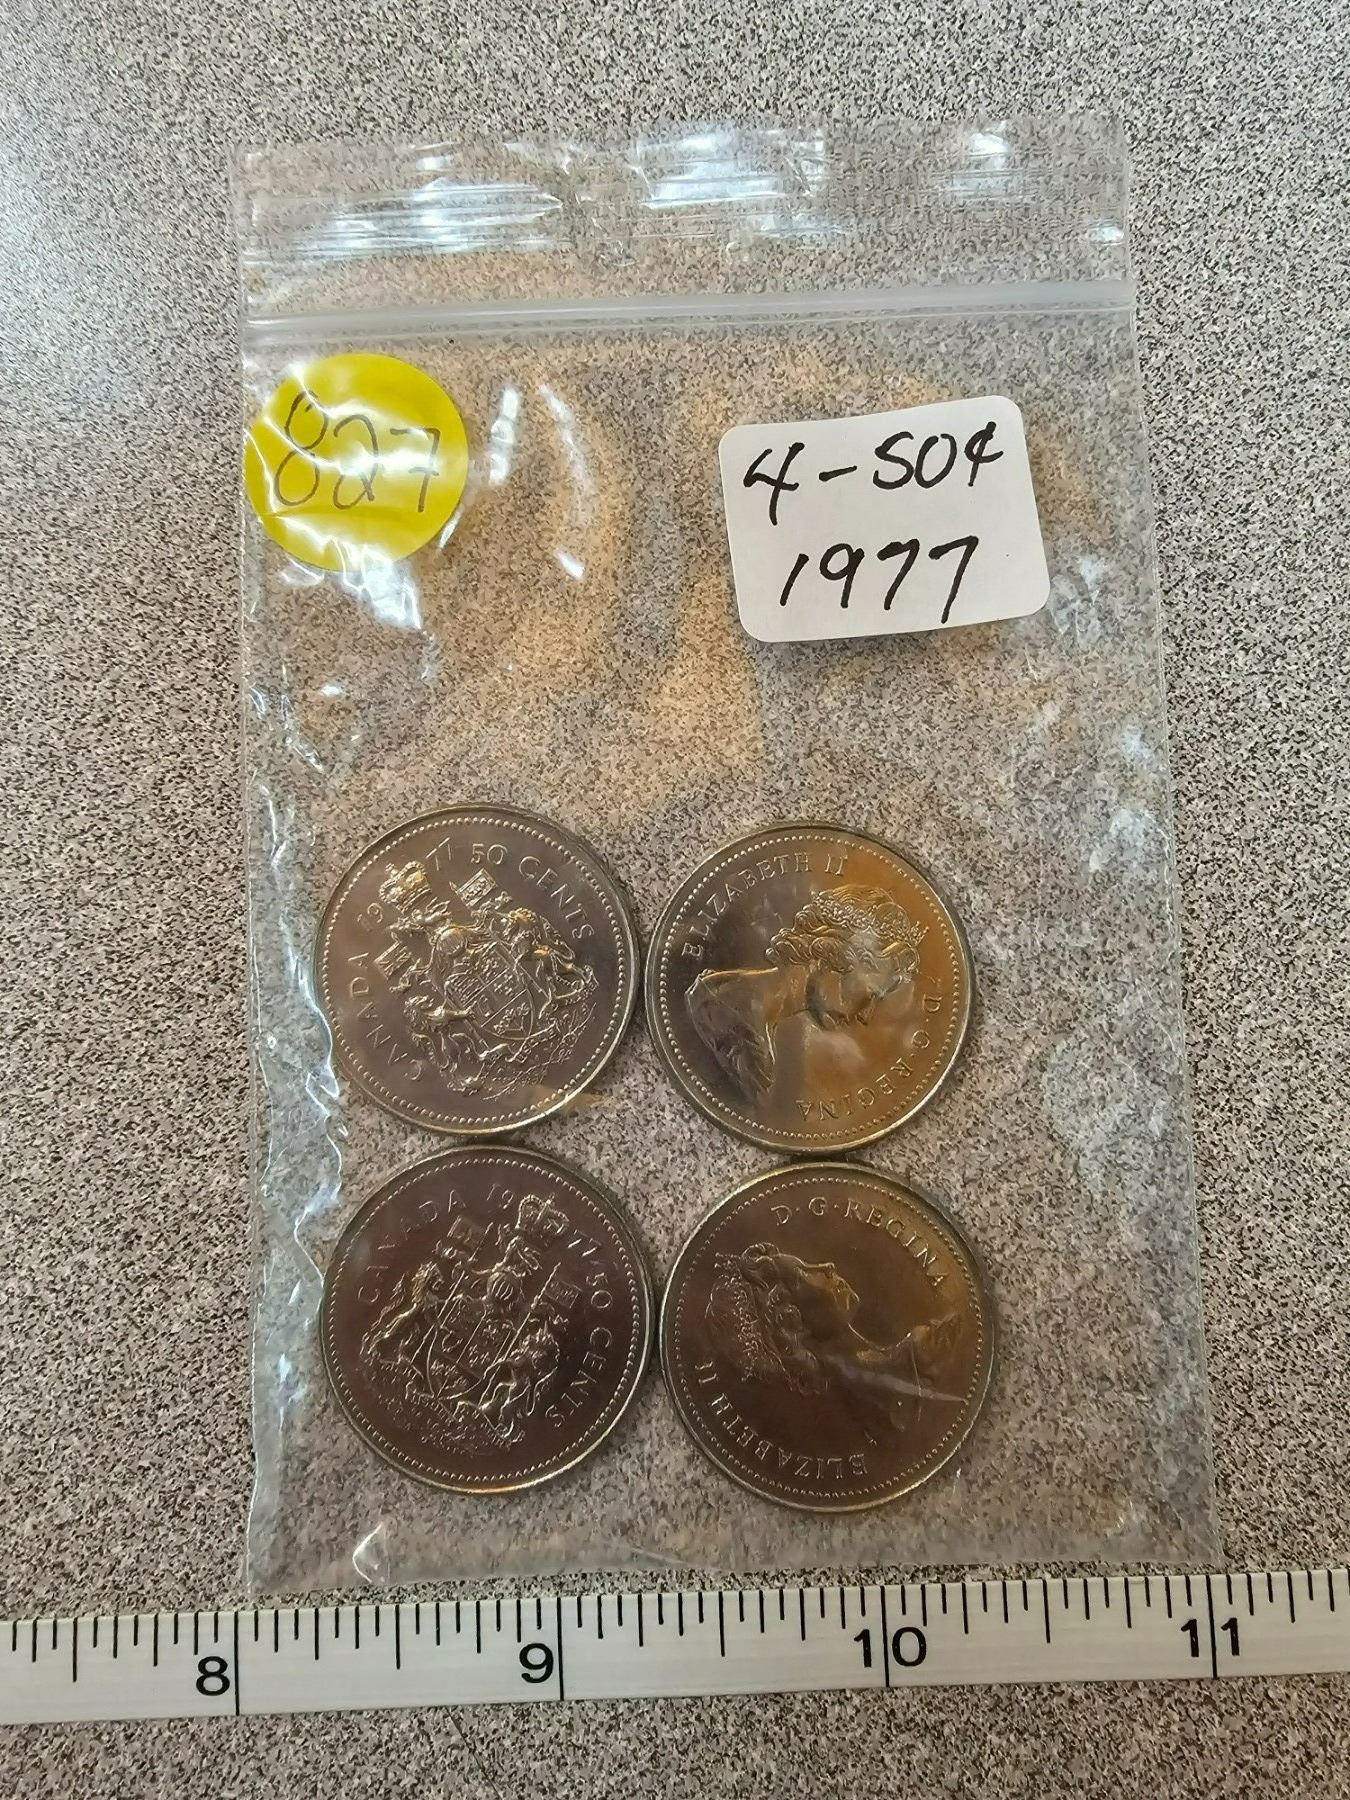 827
4-50¢
1977
CANADA 1977 50 CENTS
ELIZABETH II D·G·REGINA
CANADA 1977 50 CENTS
ELIZABETH II D·G·REGINA
8 9 10 11